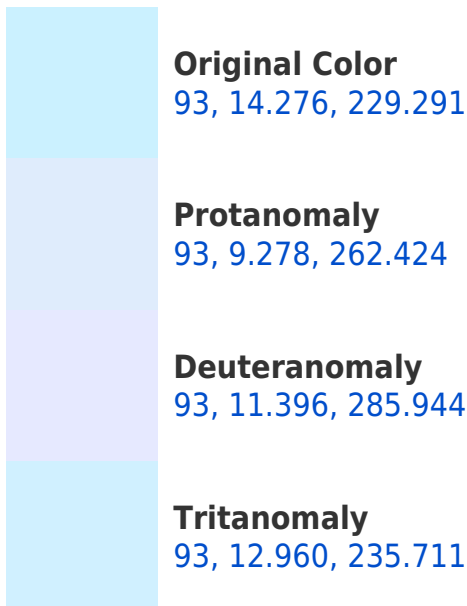 Original Color
93, 14.276, 229.291
Protanomaly
93, 9.278, 262.424
Deuteranomaly
93, 11.396, 285.944
Tritanomaly
93, 12.960, 235.711